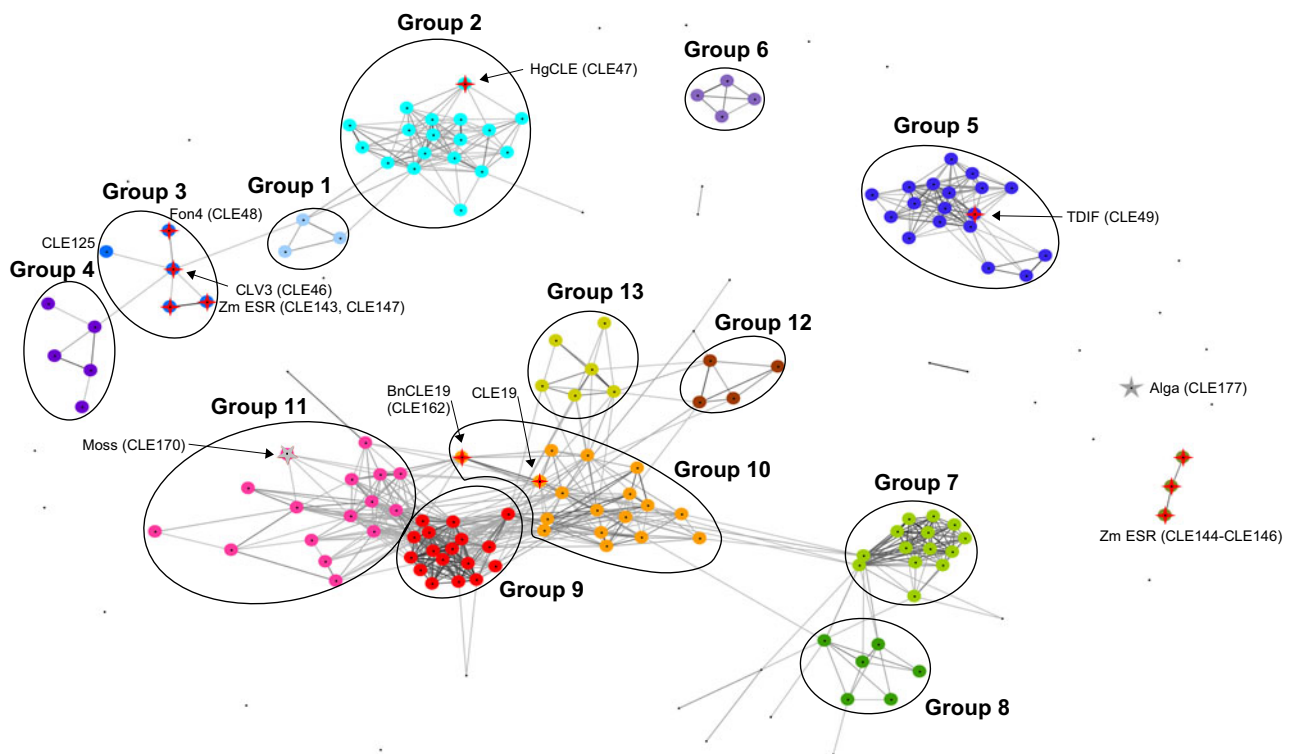 Group 2
Group 6
HgCLE (CLE47)
Group 5
Group 1
Group 3
Fon4 (CLE48)
TDIF (CLE49)
CLE125
Group 4
CLV3 (CLE46)
Zm ESR (CLE143, CLE147)
Group 13
Group 12
BnCLE19
(CLE162)
CLE19
Alga (CLE177)
Group 11
Moss (CLE170)
Group 10
Group 7
Zm ESR (CLE144-CLE146)
Group 9
Group 8